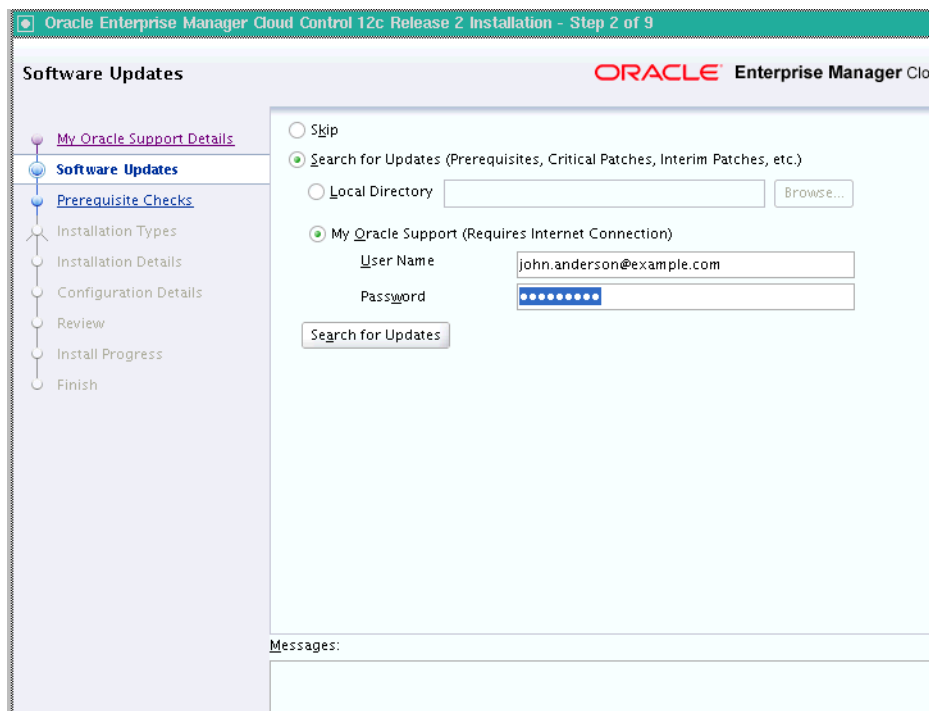 Oracle Enterprise Manager Cloud Control 12c Release 2 Installation - Step 2 of 9
Software Updates
ORACLE Enterprise Manager Clo
My Oracle Support Details
Software Updates
Prerequisite Checks
Installation Types
Installation Details
Configuration Details
Review
Install Progress
Finish
Skip
Search for Updates (Prerequisites, Critical Patches, Interim Patches, etc.)
Local Directory
Browse...
My Oracle Support (Requires Internet Connection)
User Name
john.anderson@example.com
Password
•••••••••
Search for Updates
Messages: